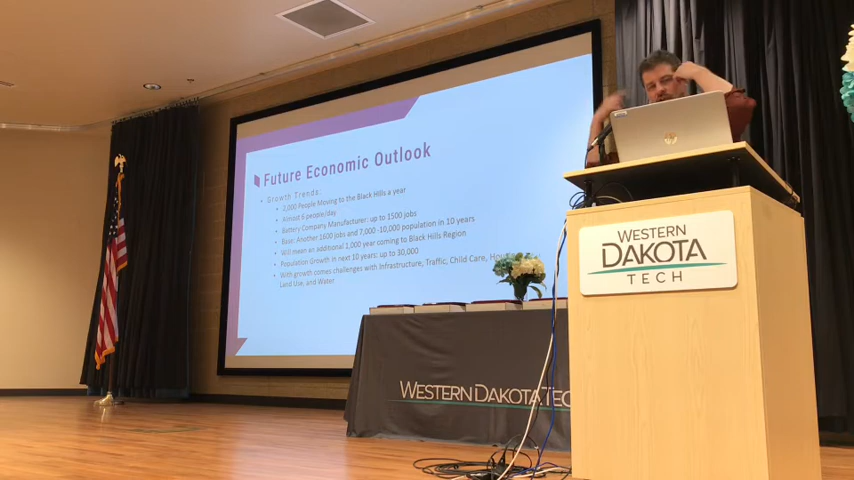 Future Economic Outlook
• Growth Trends:
• 2,000 People Moving to the Black Hills a year
• Almost 6 people/day
• Battery Company Manufacturer: up to 1500 jobs
• Another 1600 jobs and 7,000 -10,000 population in 10 years
• Will mean an additional 1,000 year coming to Black Hills Region
• Population Growth in next 10 years: up to 30,000
• With growth comes challenges with Infrastructure, Traffic, Child Care,
Land Use, and Water
WESTERN DAKOTA TEC
WESTERN
DAKOTA
TECH
hp